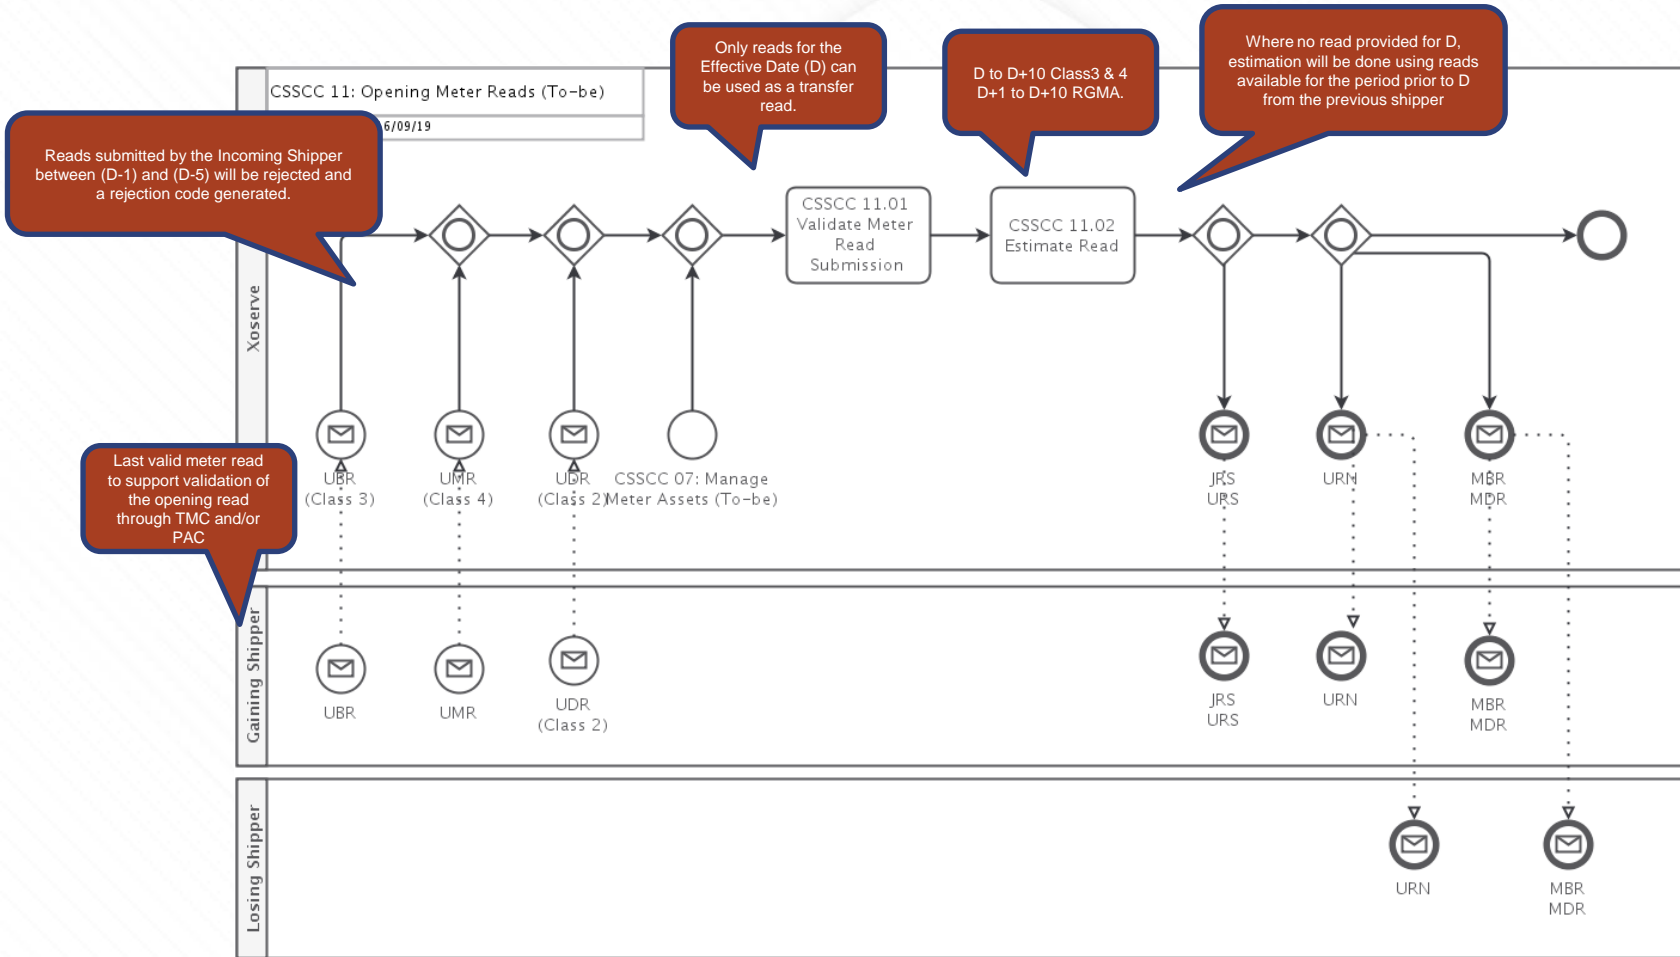 Only reads for the
Effective Date (D) can
be used as a transfer
read.
D to D+10 Class3 & 4
D+1 to D+10 RGMA.
Where no read provided for D,
estimation will be done using reads
available for the period prior to D
from the previous shipper
CSSCC 11: Opening Meter Reads (To-be)
6/09/19
Reads submitted by the Incoming Shipper
between (D-1) and (D-5) will be rejected and
a rejection code generated.
CSSCC 11.01
Validate Meter
Read
Submission
CSSCC 11.02
Estimate Read
Xoserve
Last valid meter read
to support validation of
the opening read
through TMC and/or
PAC
UBR
(Class 3)
UMR
(Class 4)
UDR
(Class 2)
CSSCC 07: Manage
Meter Assets (To-be)
JRS
URS
URN
MBR
MDR
Gaining Shipper
UBR
UMR
UDR
(Class 2)
JRS
URS
URN
MBR
MDR
Losing Shipper
URN
MBR
MDR